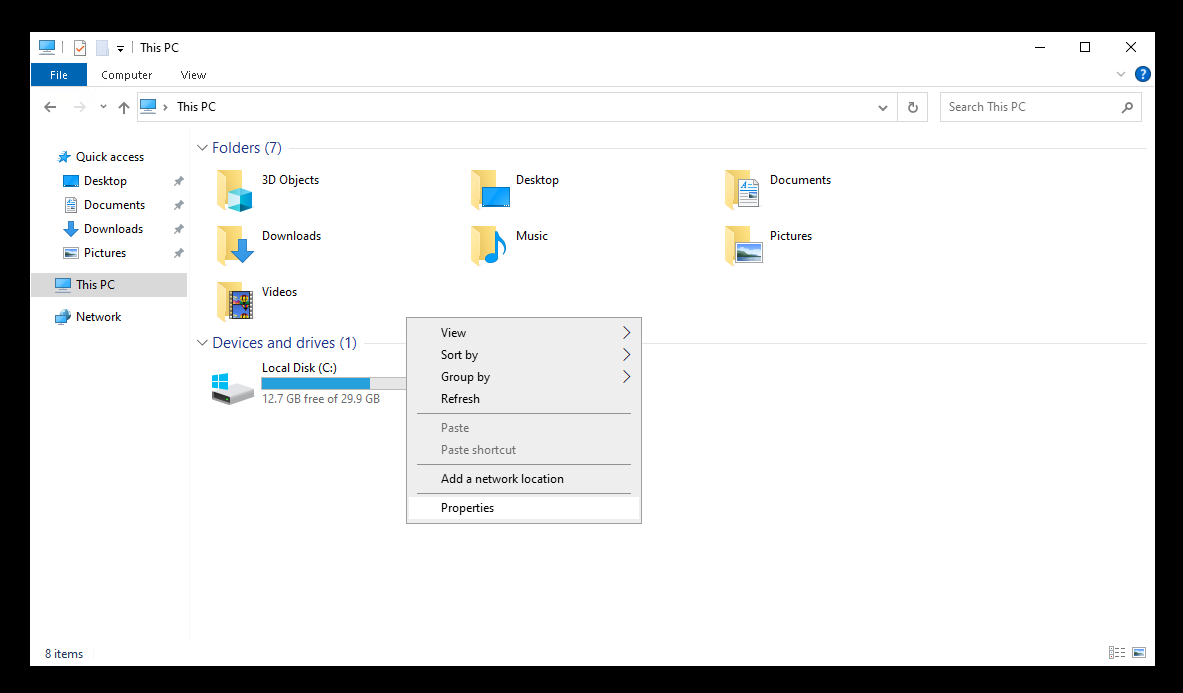 This PC
File Computer View
This PC
Search This PC
Quick access
Desktop
Documents
Downloads
Pictures
This PC
Network
Folders (7)
3D Objects
Desktop
Documents
Downloads
Music
Pictures
Videos
Devices and drives (1)
Local Disk (C:)
12.7 GB free of 29.9 GB
View
Sort by
Group by
Refresh
Paste
Paste shortcut
Add a network location
Properties
8 items